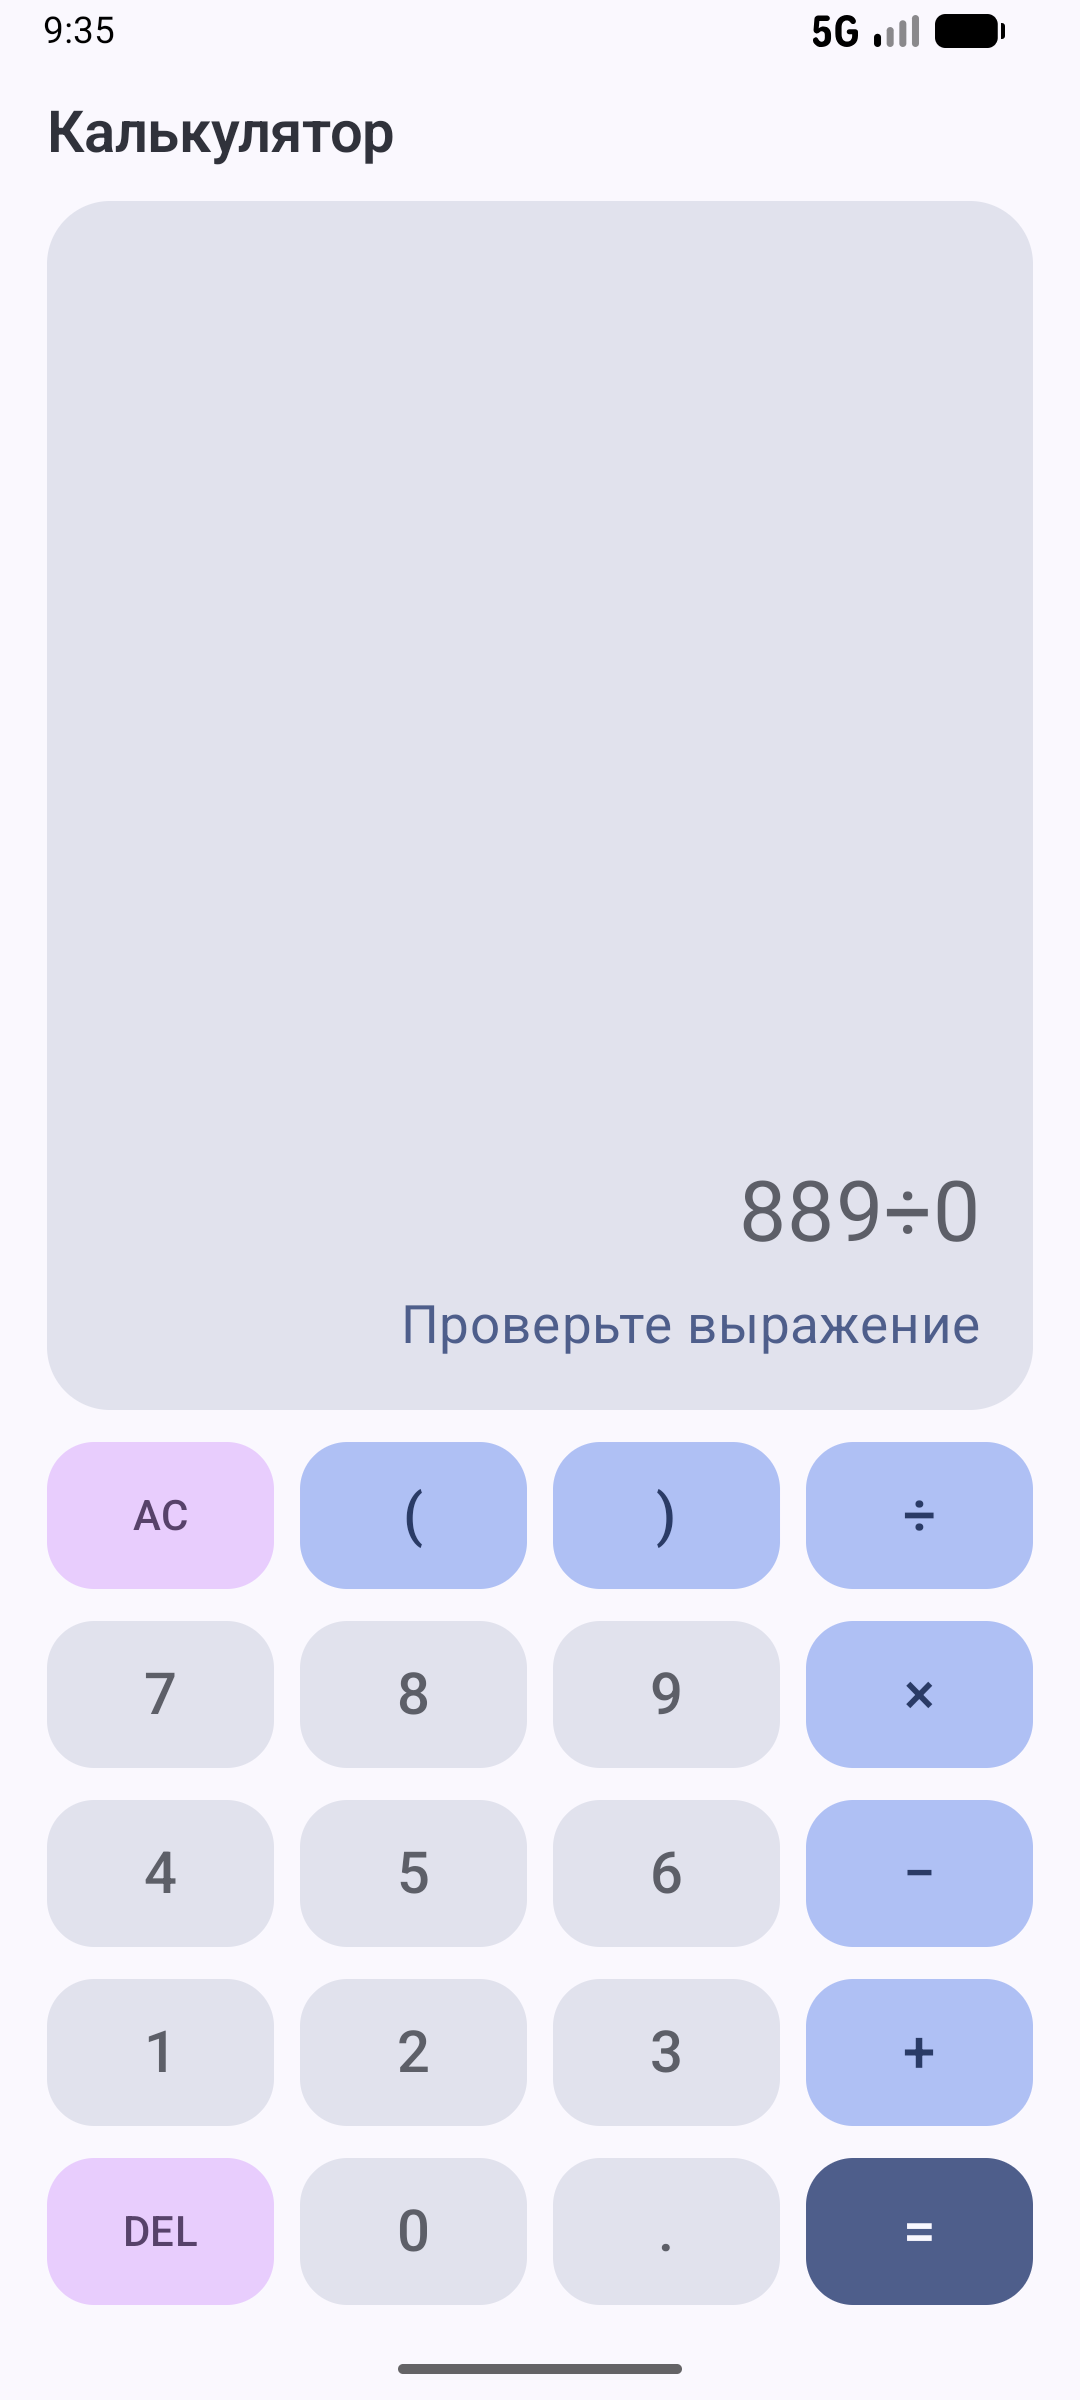 9:35 5G
Калькулятор
889÷0
Проверьте выражение
AC ( ) ÷
7 8 9 ×
4 5 6 −
1 2 3 +
DEL 0 . =